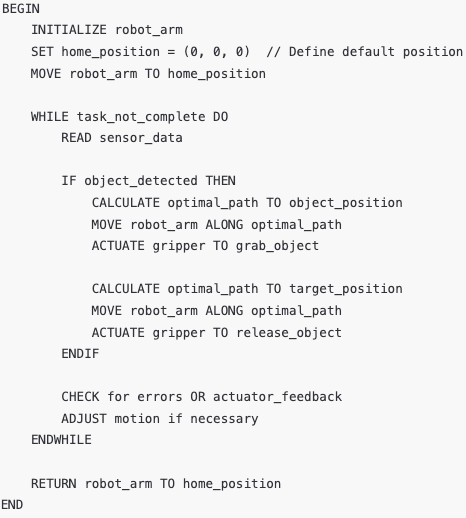 BEGIN
    INITIALIZE robot_arm
    SET home_position = (0, 0, 0)  // Define default position
    MOVE robot_arm TO home_position

    WHILE task_not_complete DO
        READ sensor_data

        IF object_detected THEN
            CALCULATE optimal_path TO object_position
            MOVE robot_arm ALONG optimal_path
            ACTUATE gripper TO grab_object

            CALCULATE optimal_path TO target_position
            MOVE robot_arm ALONG optimal_path
            ACTUATE gripper TO release_object
        ENDIF

        CHECK for errors OR actuator_feedback
        ADJUST motion if necessary
    ENDWHILE

    RETURN robot_arm TO home_position
END